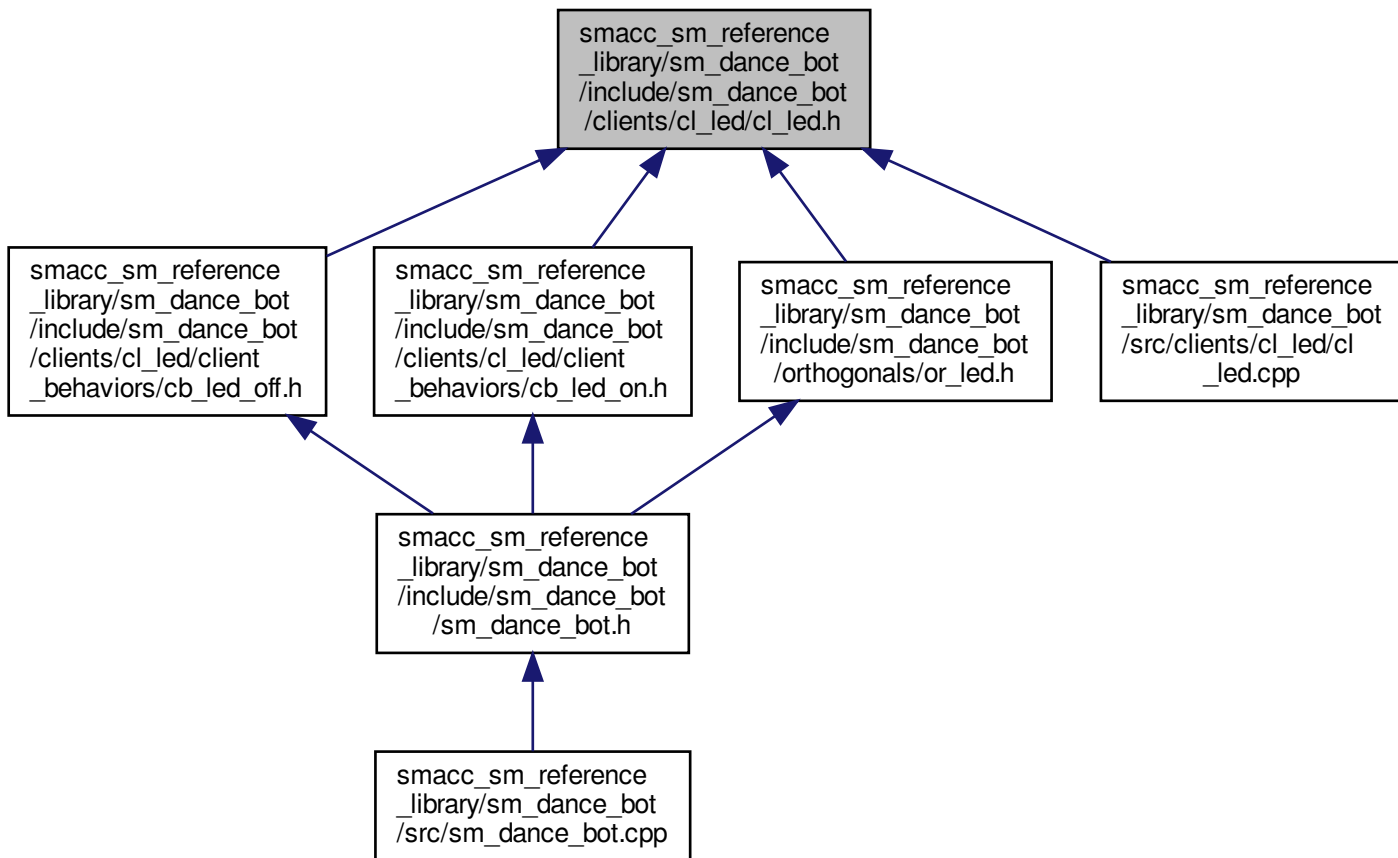 smacc_sm_reference
_library/sm_dance_bot
/include/sm_dance_bot
/clients/cl_led/cl_led.h
smacc_sm_reference
_library/sm_dance_bot
/include/sm_dance_bot
/clients/cl_led/client
_behaviors/cb_led_off.h
smacc_sm_reference
_library/sm_dance_bot
/include/sm_dance_bot
/clients/cl_led/client
_behaviors/cb_led_on.h
smacc_sm_reference
_library/sm_dance_bot
/include/sm_dance_bot
/orthogonals/or_led.h
smacc_sm_reference
_library/sm_dance_bot
/src/clients/cl_led/cl
_led.cpp
smacc_sm_reference
_library/sm_dance_bot
/include/sm_dance_bot
/sm_dance_bot.h
smacc_sm_reference
_library/sm_dance_bot
/src/sm_dance_bot.cpp